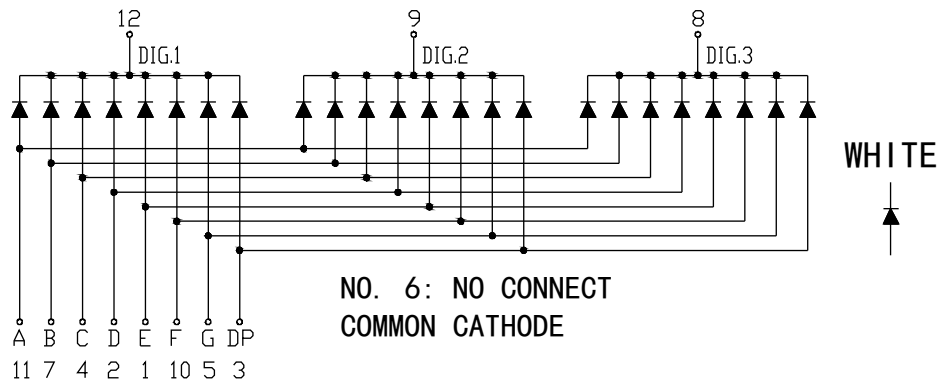 12 9 8
DIG.1 DIG.2 DIG.3
WHITE
NO. 6: NO CONNECT
COMMON CATHODE
A B C D E F G DP
11 7 4 2 1 10 5 3